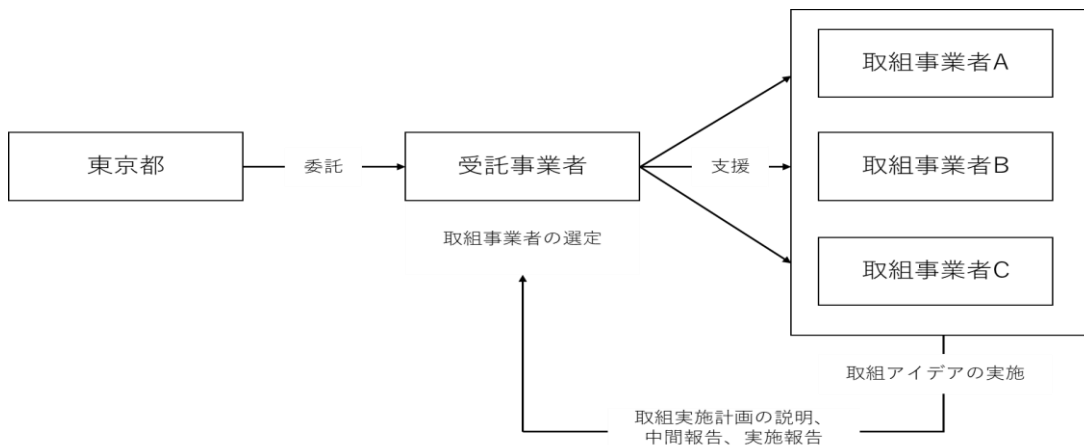 取組事業者A
東京都
委託
受託事業者
支援
取組事業者B
取組事業者の選定
取組事業者C
取組アイデアの実施
取組実施計画の説明、
中間報告、実施報告